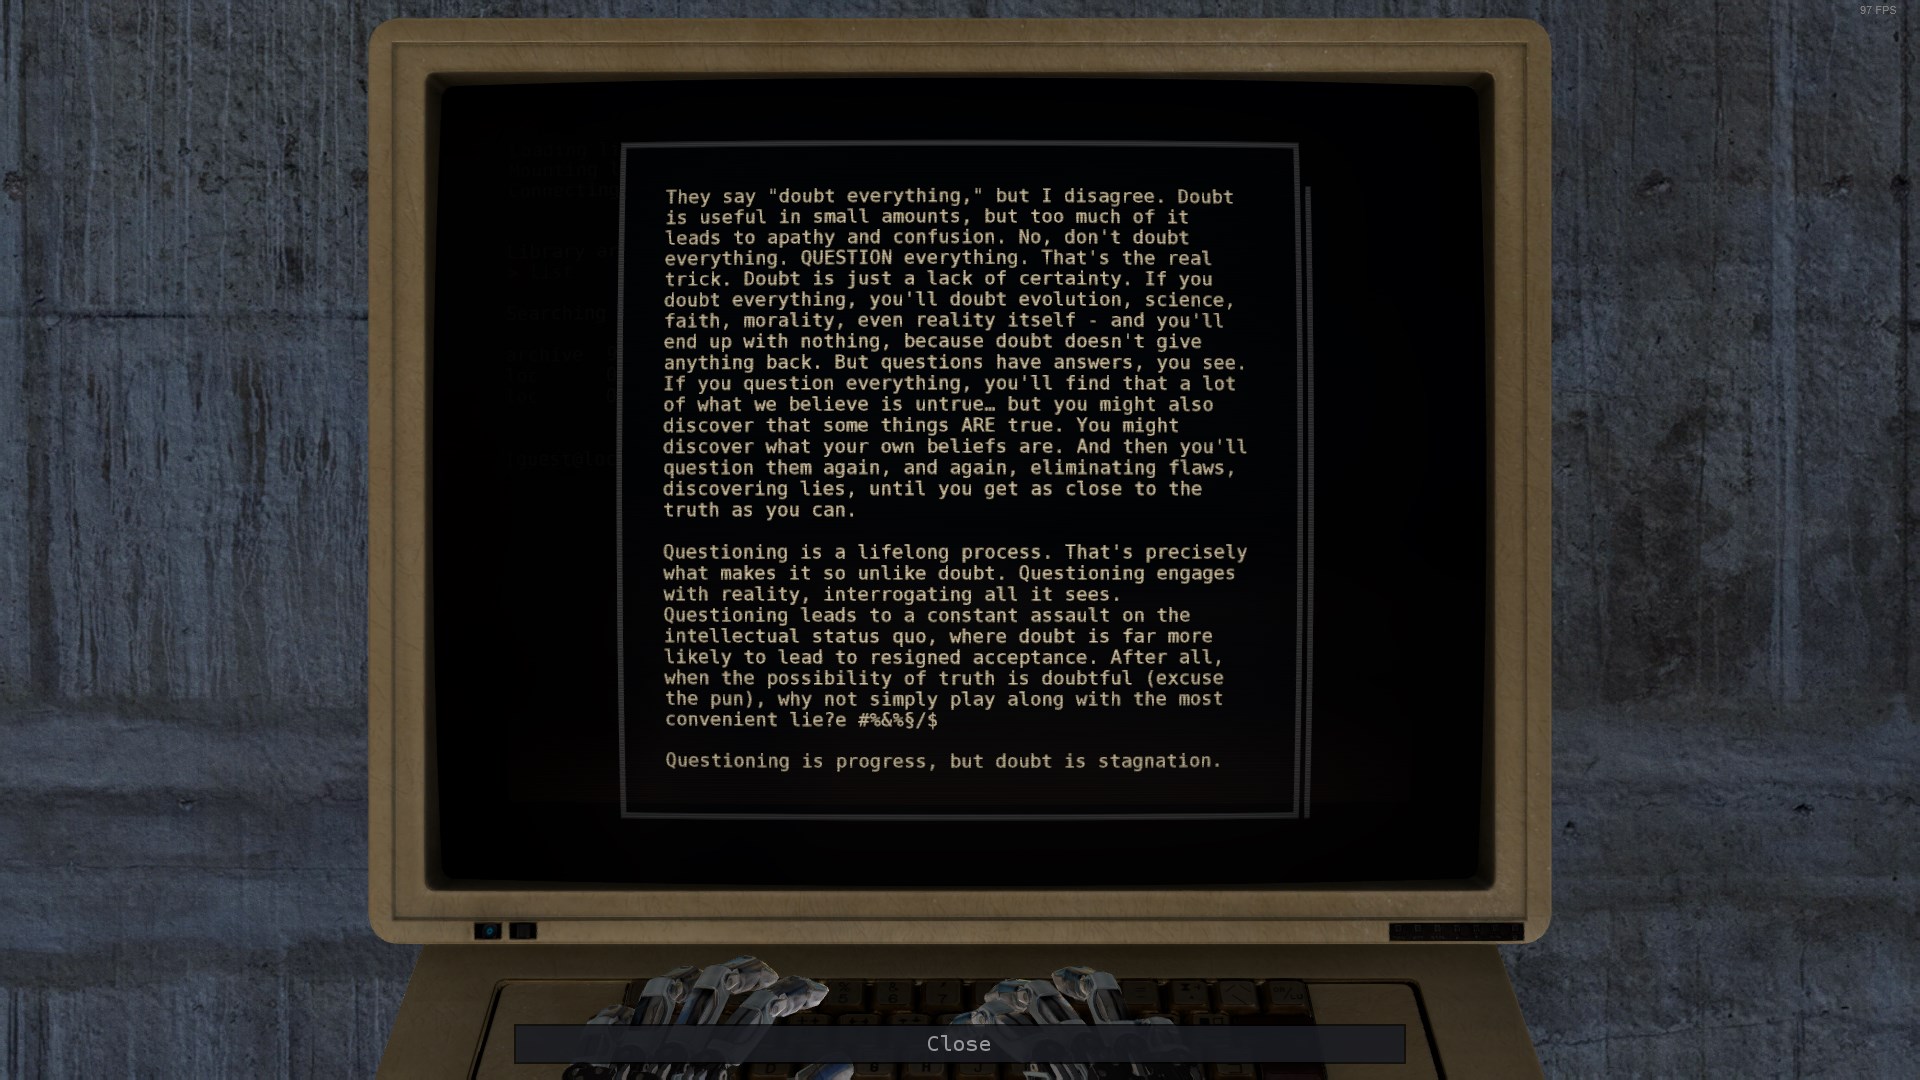 97 FPS
They say "doubt everything," but I disagree. Doubt
is useful in small amounts, but too much of it
leads to apathy and confusion. No, don't doubt
everything. QUESTION everything. That's the real
trick. Doubt is just a lack of certainty. If you
doubt everything, you'll doubt evolution, science,
faith, morality, even reality itself - and you'll
end up with nothing, because doubt doesn't give
anything back. But questions have answers, you see.
If you question everything, you'll find that a lot
of what we believe is untrue… but you might also
discover that some things ARE true. You might
discover what your own beliefs are. And then you'll
question them again, and again, eliminating flaws,
discovering lies, until you get as close to the
truth as you can.
Questioning is a lifelong process. That's precisely
what makes it so unlike doubt. Questioning engages
with reality, interrogating all it sees.
Questioning leads to a constant assault on the
intellectual status quo, where doubt is far more
likely to lead to resigned acceptance. After all,
when the possibility of truth is doubtful (excuse
the pun), why not simply play along with the most
convenient lie?e #%&%§/$
Questioning is progress, but doubt is stagnation.
Close